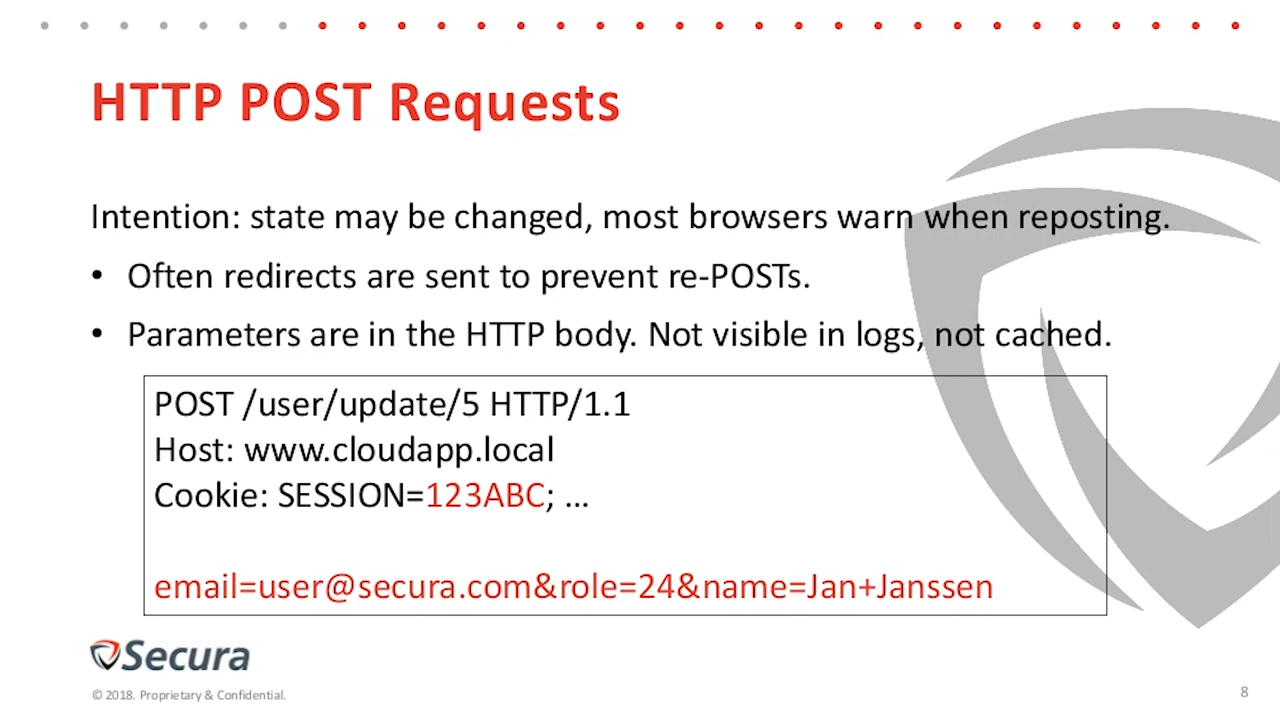 HTTP POST Requests
Intention: state may be changed, most browsers warn when reposting.
• Often redirects are sent to prevent re-POSTs.
• Parameters are in the HTTP body. Not visible in logs, not cached.
POST /user/update/5 HTTP/1.1
Host: www.cloudapp.local
Cookie: SESSION=123ABC; …
email=user@secura.com&role=24&name=Jan+Janssen
Secura
© 2018. Proprietary & Confidential.
8